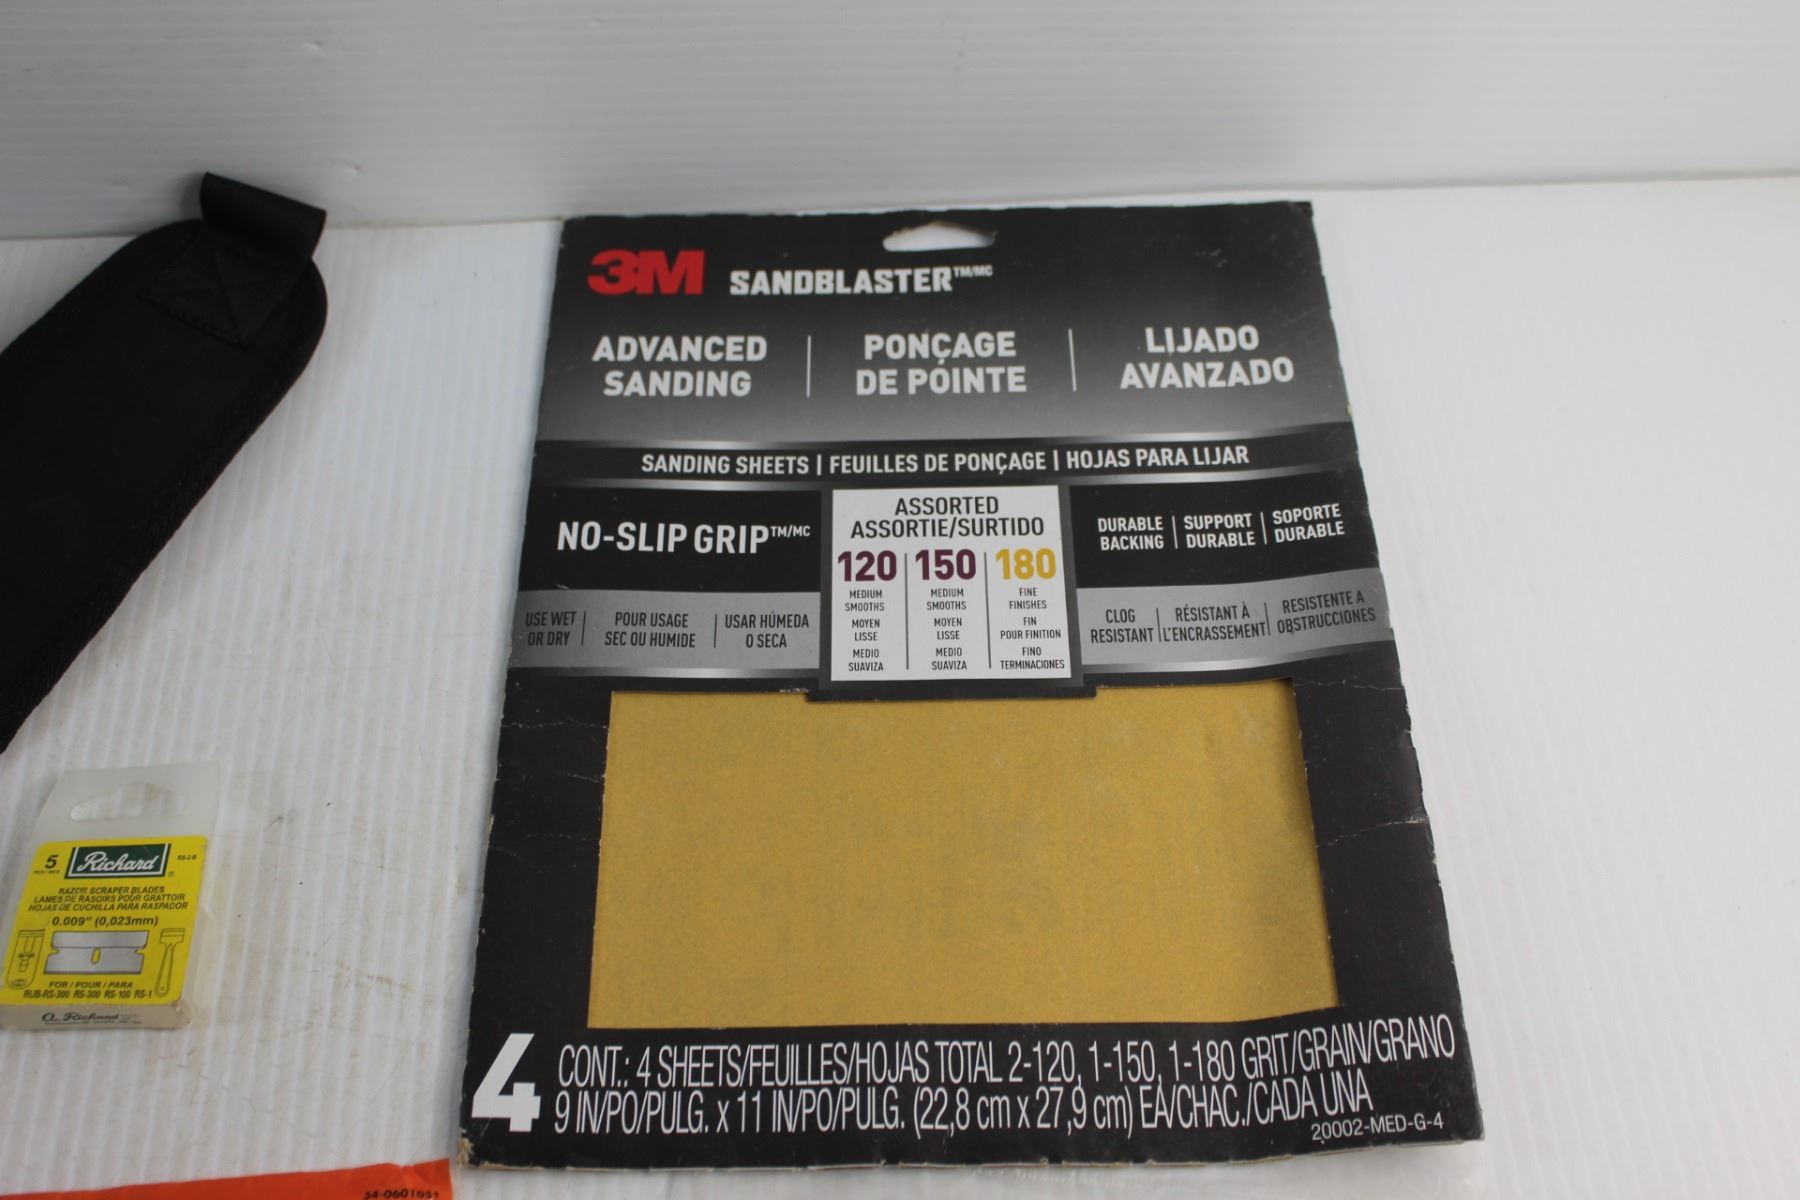 3M SANDBLASTER™/MC
ADVANCED
SANDING
PONÇAGE
DE POINTE
LIJADO
AVANZADO
SANDING SHEETS | FEUILLES DE PONÇAGE | HOJAS PARA LIJAR
NO-SLIP GRIP™/MC
ASSORTED
ASSORTIE/SURTIDO
120 150 180
MEDIUM
SMOOTHS
MOYEN
LISSE
MEDIO
SUAVIZA
MEDIUM
SMOOTHS
MOYEN
LISSE
MEDIO
SUAVIZA
FINE
FINISHES
FIN
POUR FINITION
FINO
TERMINACIONES
DURABLE
BACKING
SUPPORT
DURABLE
SOPORTE
DURABLE
USE WET
OR DRY
POUR USAGE
SEC OU HUMIDE
USAR HÚMEDA
O SECA
CLOG
RESISTANT
RÉSISTANT À
L'ENCRASSEMENT
RESISTENTE A
OBSTRUCCIONES
4
CONT.: 4 SHEETS/FEUILLES/HOJAS TOTAL 2-120, 1-150, 1-180 GRIT/GRAIN/GRANO
9 IN/PO/PULG. x 11 IN/PO/PULG. (22,8 cm x 27,9 cm) EA/CHAC./CADA UNA
20002-MED-G-4
5
PCS/MCX
Richard®
RS-2-B
RAZOR SCRAPER BLADES
LAMES DE RASOIRS POUR GRATTOIR
HOJAS DE CUCHILLA PARA RASPADOR
0.009" (0,023mm)
FOR / POUR / PARA
RUB-RS-300 RS-300 RS-100 RS-1
A. Richard
34-0601051